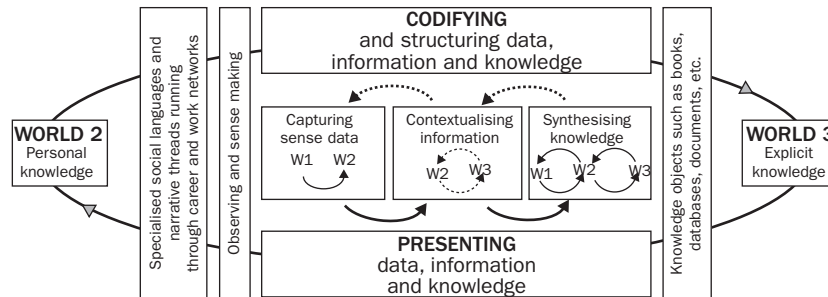 CODIFYING
and structuring data,
information and knowledge
WORLD 2
Personal
knowledge
Specialised social languages and
narrative threads running
through career and work networks
Observing and sense making
Capturing
sense data
W1 W2
Contextualising
information
W2 W3
Synthesising
knowledge
W1 W2 W3
Knowledge objects such as books,
databases, documents, etc.
WORLD 3
Explicit
knowledge
PRESENTING
data, information
and knowledge